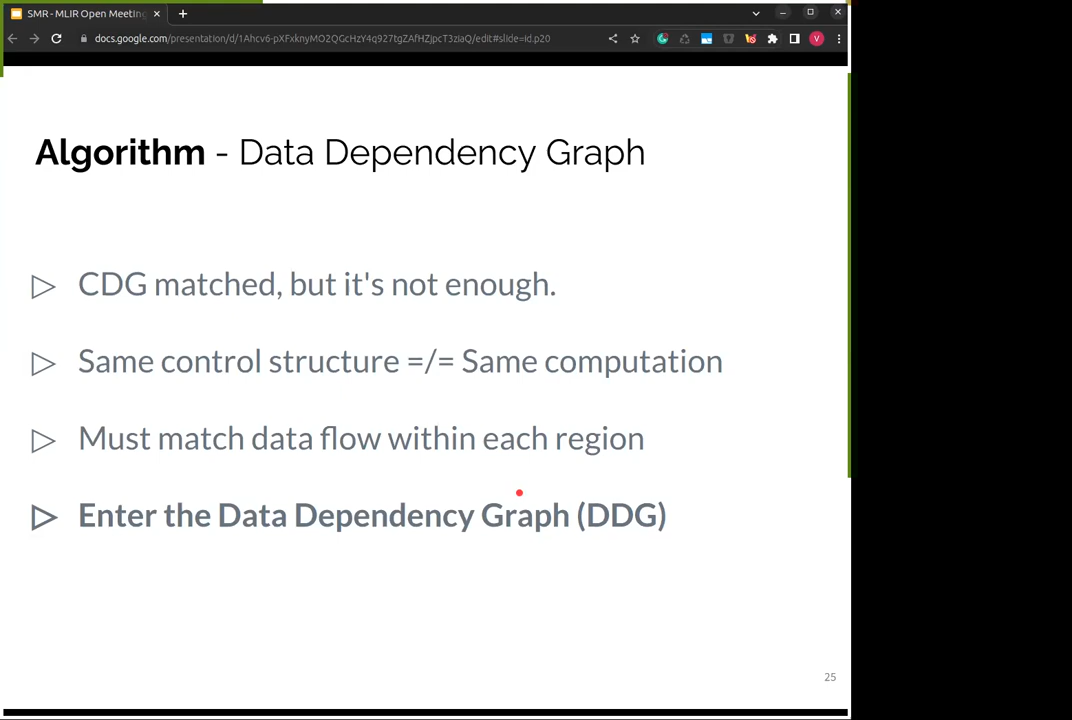 SMR - MLIR Open Meeting
docs.google.com/presentation/d/1Ahcv6-pXFxknyMO2QGcHzY4q927tgZAfHZJpcT3ziaQ/edit#slide=id.p20
V
Algorithm - Data Dependency Graph
▷ CDG matched, but it's not enough.
▷ Same control structure =/= Same computation
▷ Must match data flow within each region
▷ Enter the Data Dependency Graph (DDG)
25